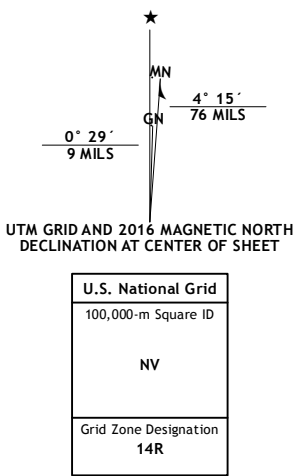 ★
MN
GN
4° 15´
76 MILS
0° 29´
9 MILS
UTM GRID AND 2016 MAGNETIC NORTH
DECLINATION AT CENTER OF SHEET
U.S. National Grid
100,000-m Square ID
NV
Grid Zone Designation
14R